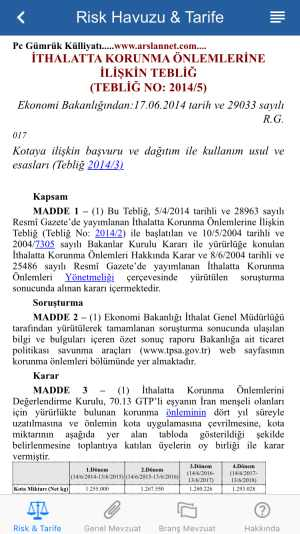 Risk Havuzu & Tarife
Pc Gümrük Külliyatı.....www.arslannet.com....
İTHALATTA KORUNMA ÖNLEMLERİNE
İLİŞKİN TEBLİĞ
(TEBLİĞ NO: 2014/5)
Ekonomi Bakanlığından:17.06.2014 tarih ve 29033 sayılı
R.G.
017
Kotaya ilişkin başvuru ve dağıtım ile kullanım usul ve
esasları (Tebliğ 2014/3)
Kapsam
MADDE 1 – (1) Bu Tebliğ, 5/4/2014 tarihli ve 28963 sayılı
Resmî Gazete'de yayımlanan İthalatta Korunma Önlemlerine İlişkin
Tebliğ (Tebliğ No: 2014/2) ile başlatılan ve 10/5/2004 tarihli ve
2004/7305 sayılı Bakanlar Kurulu Kararı ile yürürlüğe konulan
İthalatta Korunma Önlemleri Hakkında Karar ve 8/6/2004 tarihli ve
25486 sayılı Resmî Gazete'de yayımlanan İthalatta Korunma
Önlemleri Yönetmeliği çerçevesinde yürütülen soruşturma
sonucunda alınan kararı içermektedir.
Soruşturma
MADDE 2 – (1) Ekonomi Bakanlığı İthalat Genel Müdürlüğü
tarafından yürütülerek tamamlanan soruşturma sonucunda ulaşılan
bilgi ve bulguları içeren özet sonuç raporu Bakanlığa ait ticaret
politikası savunma araçları (www.tpsa.gov.tr) web sayfasının
korunma önlemleri bölümünde yer almaktadır.
Karar
MADDE 3 – (1) İthalatta Korunma Önlemlerini
Değerlendirme Kurulu, 70.13 GTP'li eşyanın İran menşeli olanları
için yürürlükte bulunan korunma önleminin dört yıl süreyle
uzatılmasına ve önlemin kota uygulamasına çevrilmesine, kota
miktarının aşağıda yer alan tabloda gösterildiği şekilde
belirlenmesine toplantıya katılan üyelerin oy birliği ile karar
vermiştir.
1.Dönem 2.Dönem 3.Dönem 4.Dönem
(14/6/2014-13/6/2015) (14/6/2015-13/6/2016) (14/6/2016-13/6/2017) (14/6/2017-13/6/2018)
Kota Miktarı (Net kg) 1.255.000 1.267.550 1.280.226 1.293.028
Risk & Tarife Genel Mevzuat Branş Mevzuat Hakkında